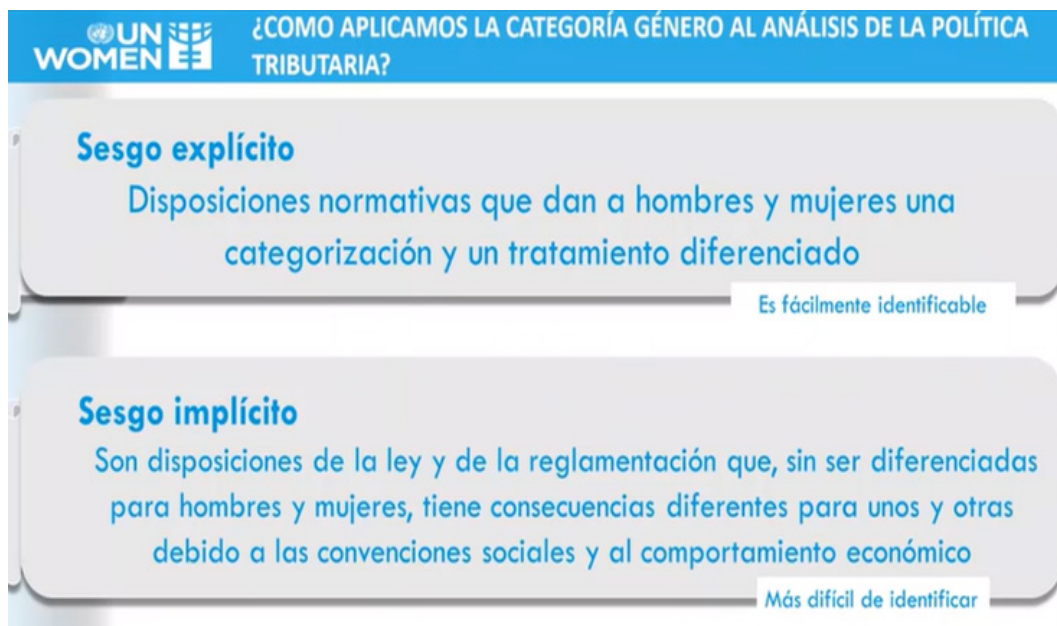 UN
WOMEN
¿COMO APLICAMOS LA CATEGORÍA GÉNERO AL ANÁLISIS DE LA POLÍTICA
TRIBUTARIA?
Sesgo explícito
Disposiciones normativas que dan a hombres y mujeres una
categorización y un tratamiento diferenciado
Es fácilmente identificable
Sesgo implícito
Son disposiciones de la ley y de la reglamentación que, sin ser diferenciadas
para hombres y mujeres, tiene consecuencias diferentes para unos y otras
debido a las convenciones sociales y al comportamiento económico
Más difícil de identificar